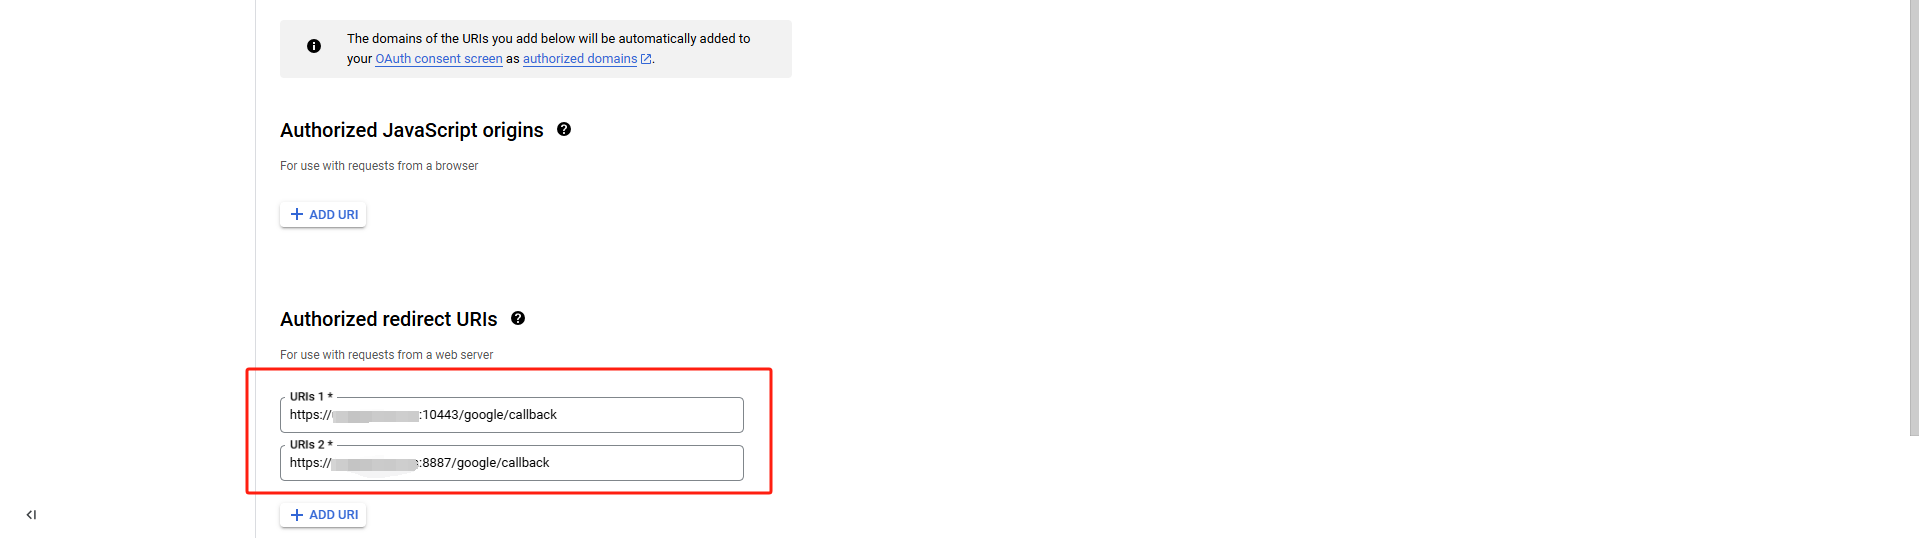 The domains of the URIs you add below will be automatically added to
your OAuth consent screen as authorized domains.
Authorized JavaScript origins
For use with requests from a browser
ADD URI
Authorized redirect URIs
For use with requests from a web server
URIs 1 *
https:// :10443/google/callback
URIs 2 *
https:// :8887/google/callback
ADD URI